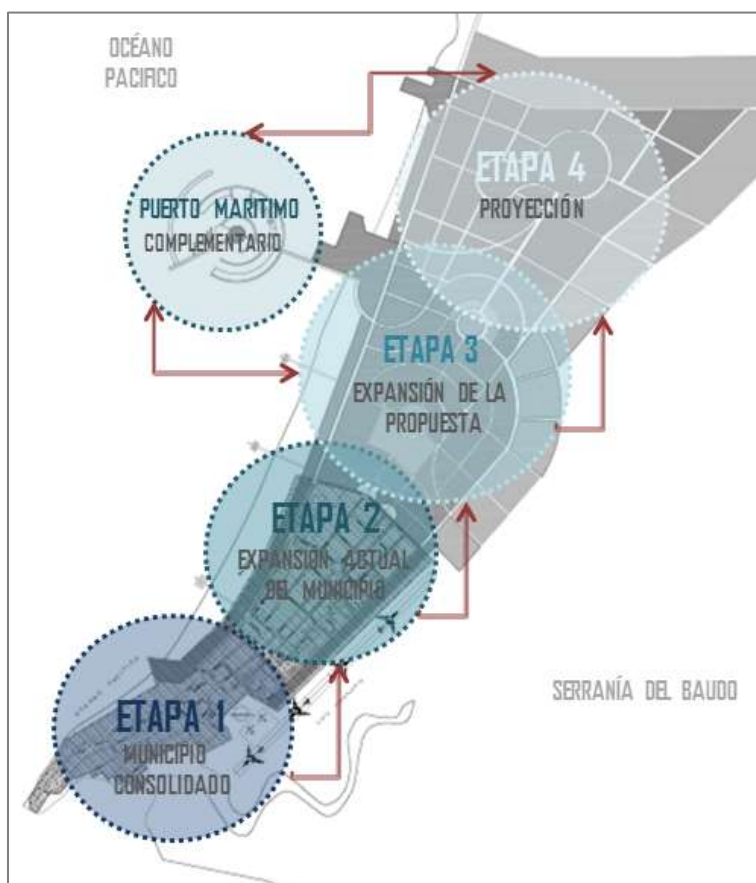 OCÉANO
PACIFICO
ETAPA 4
PROYECCIÓN
PUERTO MARITIMO
COMPLEMENTARIO
ETAPA 3
EXPANSIÓN DE LA
PROPUESTA
ETAPA 2
EXPANSIÓN ACTUAL
DEL MUNICIPIO
SERRANÍA DEL BAUDO
ETAPA 1
MUNICIPIO
CONSOLIDADO